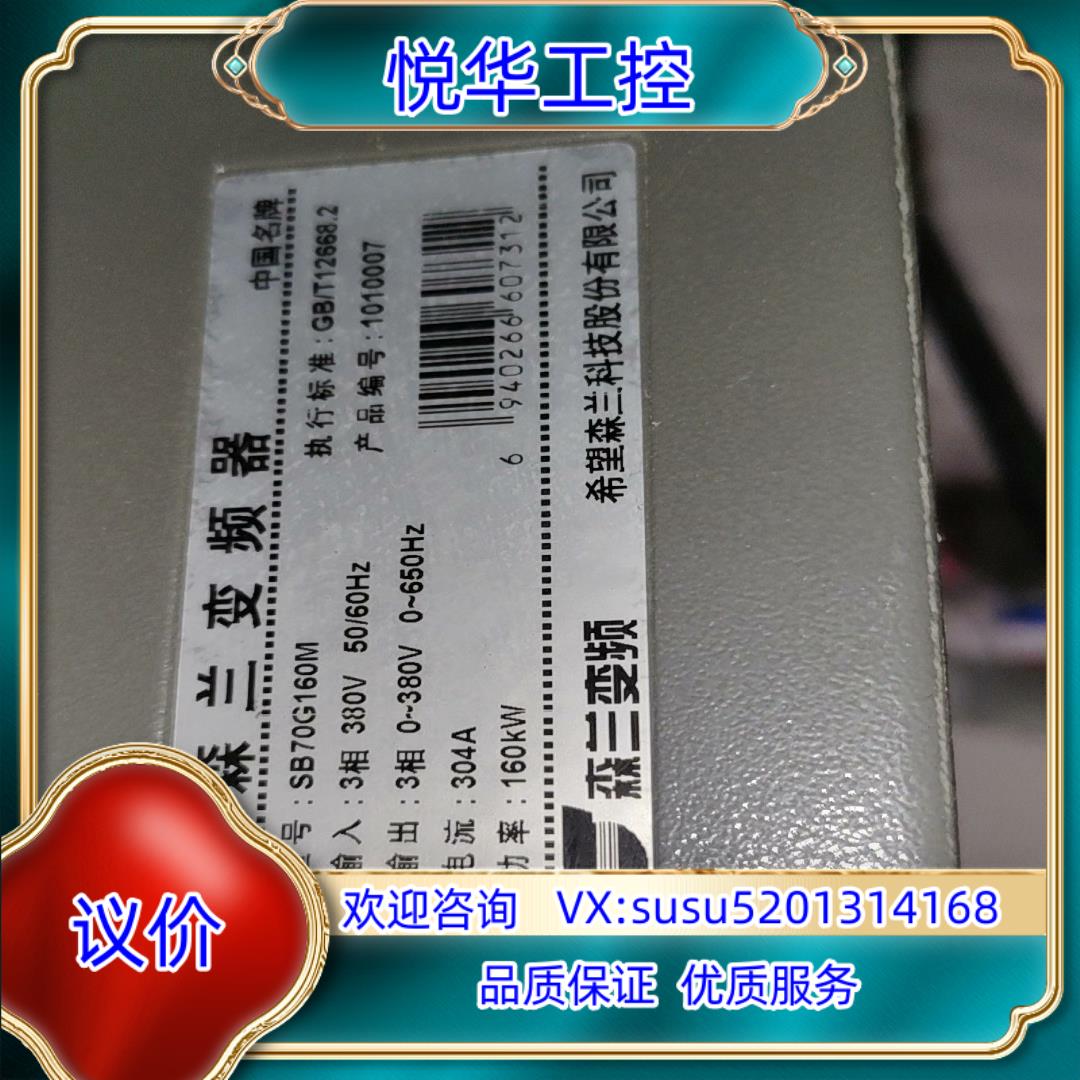 悦华工控
中国名牌
森兰变频器
执行标准:GB/T12668.2
产品编号:1010007
号:SB70G160M
输入:3相 380V 50/60Hz
输出:3相 0~380V 0~650Hz
电流:304A
功率:160kW
6 940266 607312
森兰变频
希望森兰科技股份有限公司
议价
欢迎咨询 VX:susu5201314168
品质保证 优质服务